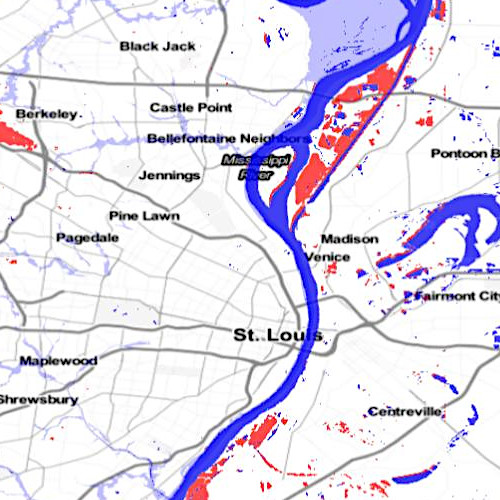 Black Jack
Berkeley
Castle Point
Bellefontaine Neighbors
Mississippi
River
Pontoon B
Jennings
Pine Lawn
Pagedale
Madison
Venice
Fairmont City
St. Louis
Maplewood
Shrewsbury
Centreville